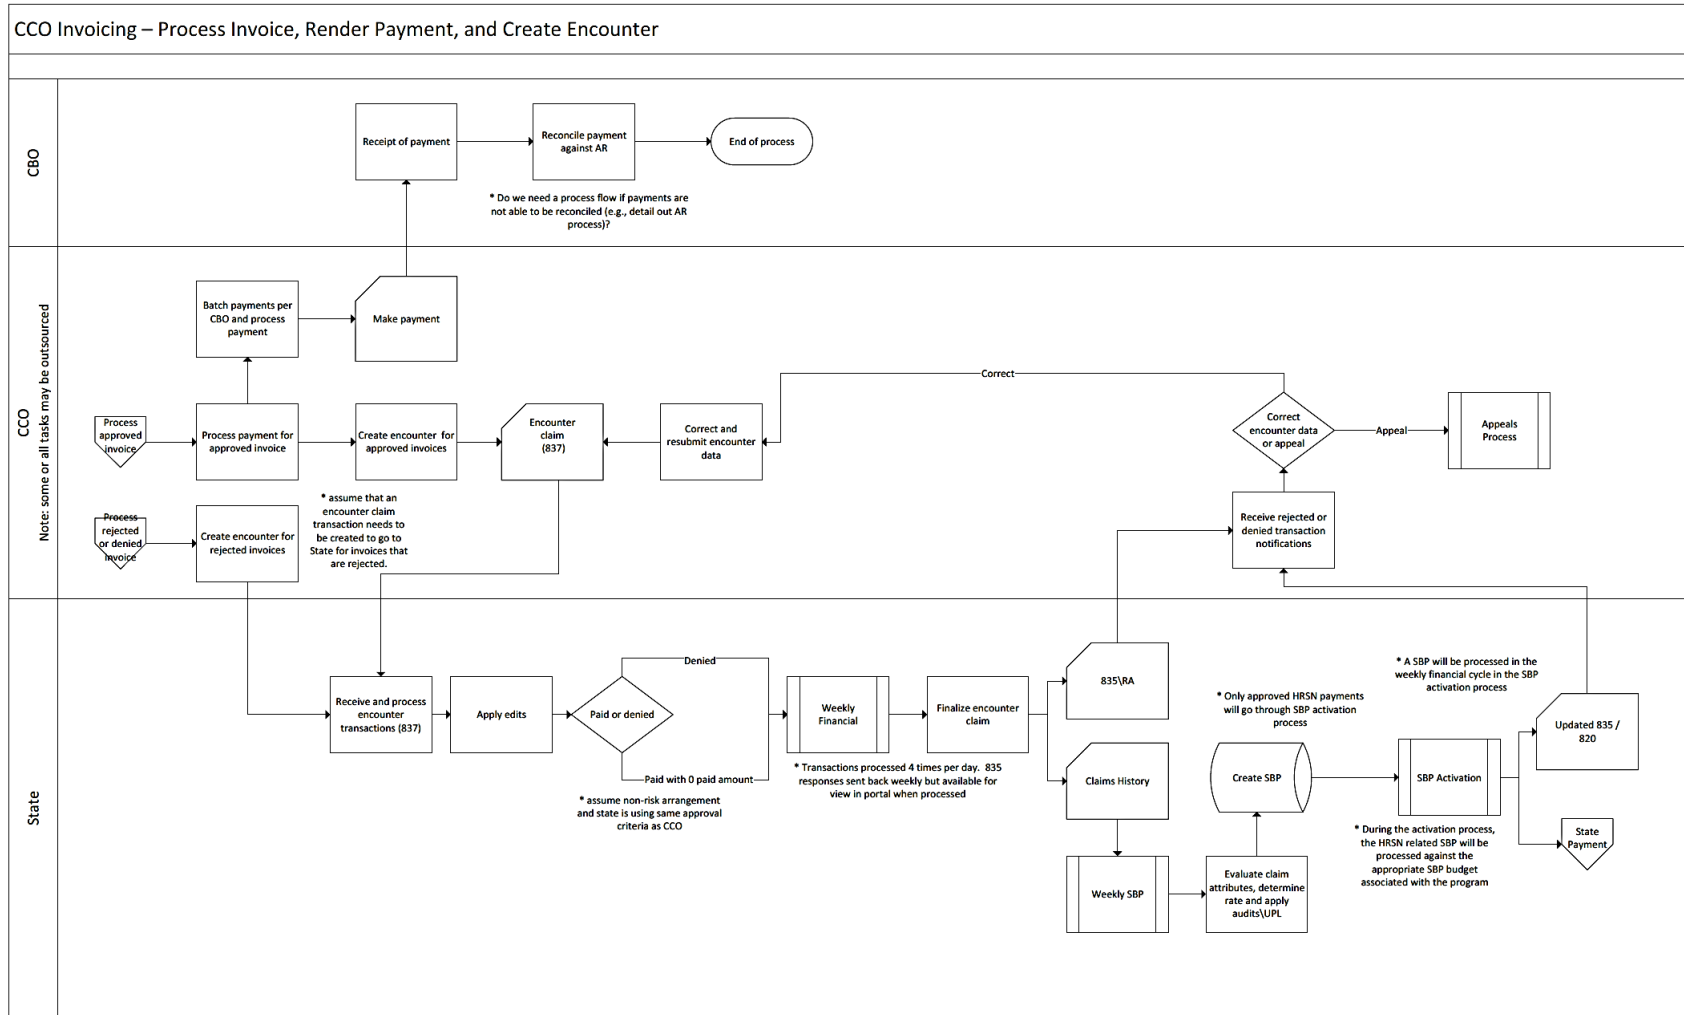 CCO Invoicing – Process Invoice, Render Payment, and Create Encounter
CBO
Receipt of payment
Reconcile payment
against AR
End of process
* Do we need a process flow if payments are
not able to be reconciled (e.g., detail out AR
process)?
CCO
Note: some or all tasks may be outsourced
Batch payments per
CBO and process
payment
Make payment
Process
approved
invoice
Process payment for
approved invoice
Create encounter for
approved invoices
Encounter
claim
(837)
Correct and
resubmit encounter
data
Correct
Correct
encounter data
or appeal
Appeal
Appeals
Process
Process
rejected
or denied
invoice
Create encounter for
rejected invoices
* assume that an
encounter claim
transaction needs to
be created to go to
State for invoices that
are rejected.
Receive rejected or
denied transaction
notifications
State
Receive and process
encounter
transactions (837)
Apply edits
Paid or denied
Denied
Paid with 0 paid amount
* assume non-risk arrangement
and state is using same approval
criteria as CCO
Weekly
Financial
* Transactions processed 4 times per day.  835
responses sent back weekly but available for
view in portal when processed
Finalize encounter
claim
835\RA
Claims History
Weekly SBP
Evaluate claim
attributes, determine
rate and apply
audits\UPL
* Only approved HRSN payments
will go through SBP activation
process
Create SBP
* A SBP will be processed in the
weekly financial cycle in the SBP
activation process
SBP Activation
* During the activation process,
the HRSN related SBP will be
processed against the
appropriate SBP budget
associated with the program
Updated 835 /
820
State
Payment